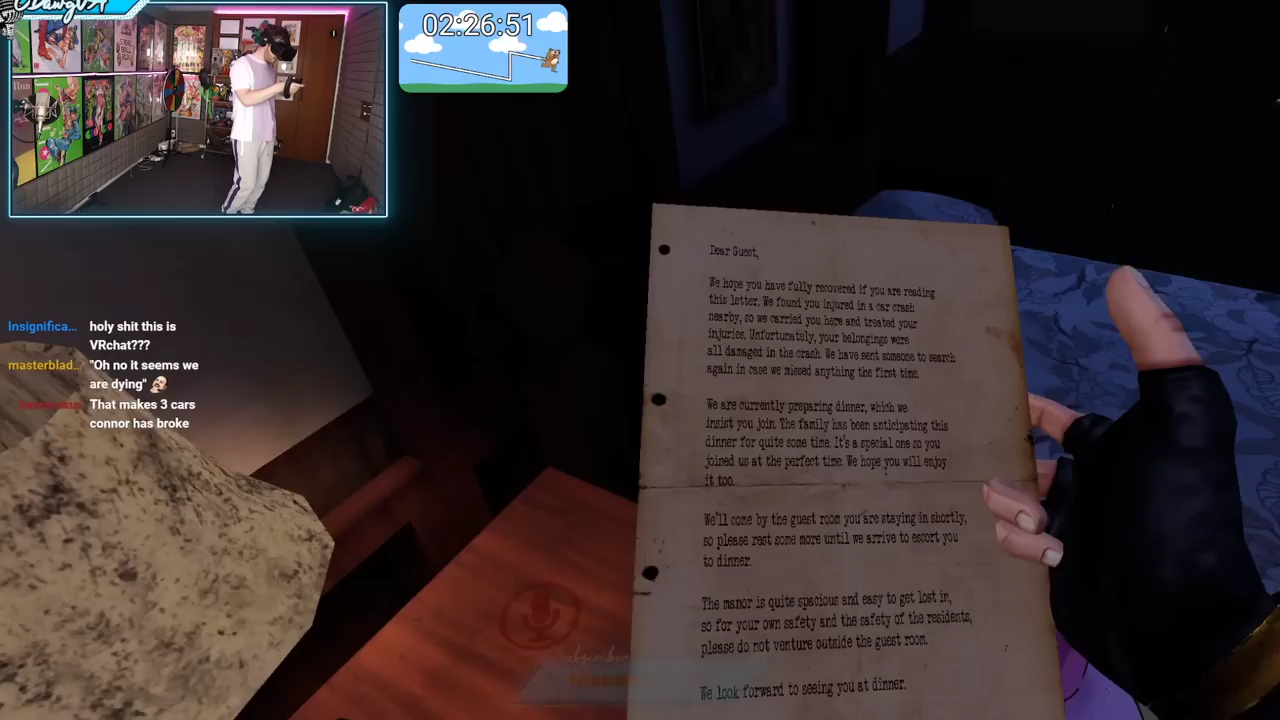 CDawgVA
02:26:51
Insignifica... holy shit this is
VRchat???
masterblad.. "Oh no it seems we
are dying"
That makes 3 cars
connor has broke
Dear Guest,
We hope you have fully recovered if you are reading
this letter. We found you injured in a car crash
nearby, so we carried you here and treated your
injuries. Unfortunately, your belongings were
all damaged in the crash. We have sent someone to search
again in case we missed anything the first time.
We are currently preparing dinner, which we
insist you join. The family has been anticipating this
dinner for quite some time. It's a special one so you
joined us at the perfect time. We hope you will enjoy
it too.
We'll come by the guest room you are staying in shortly,
so please rest some more until we arrive to escort you
to dinner.
The manor is quite spacious and easy to get lost in,
so for your own safety and the safety of the residents,
please do not venture outside the guest room.
We look forward to seeing you at dinner.